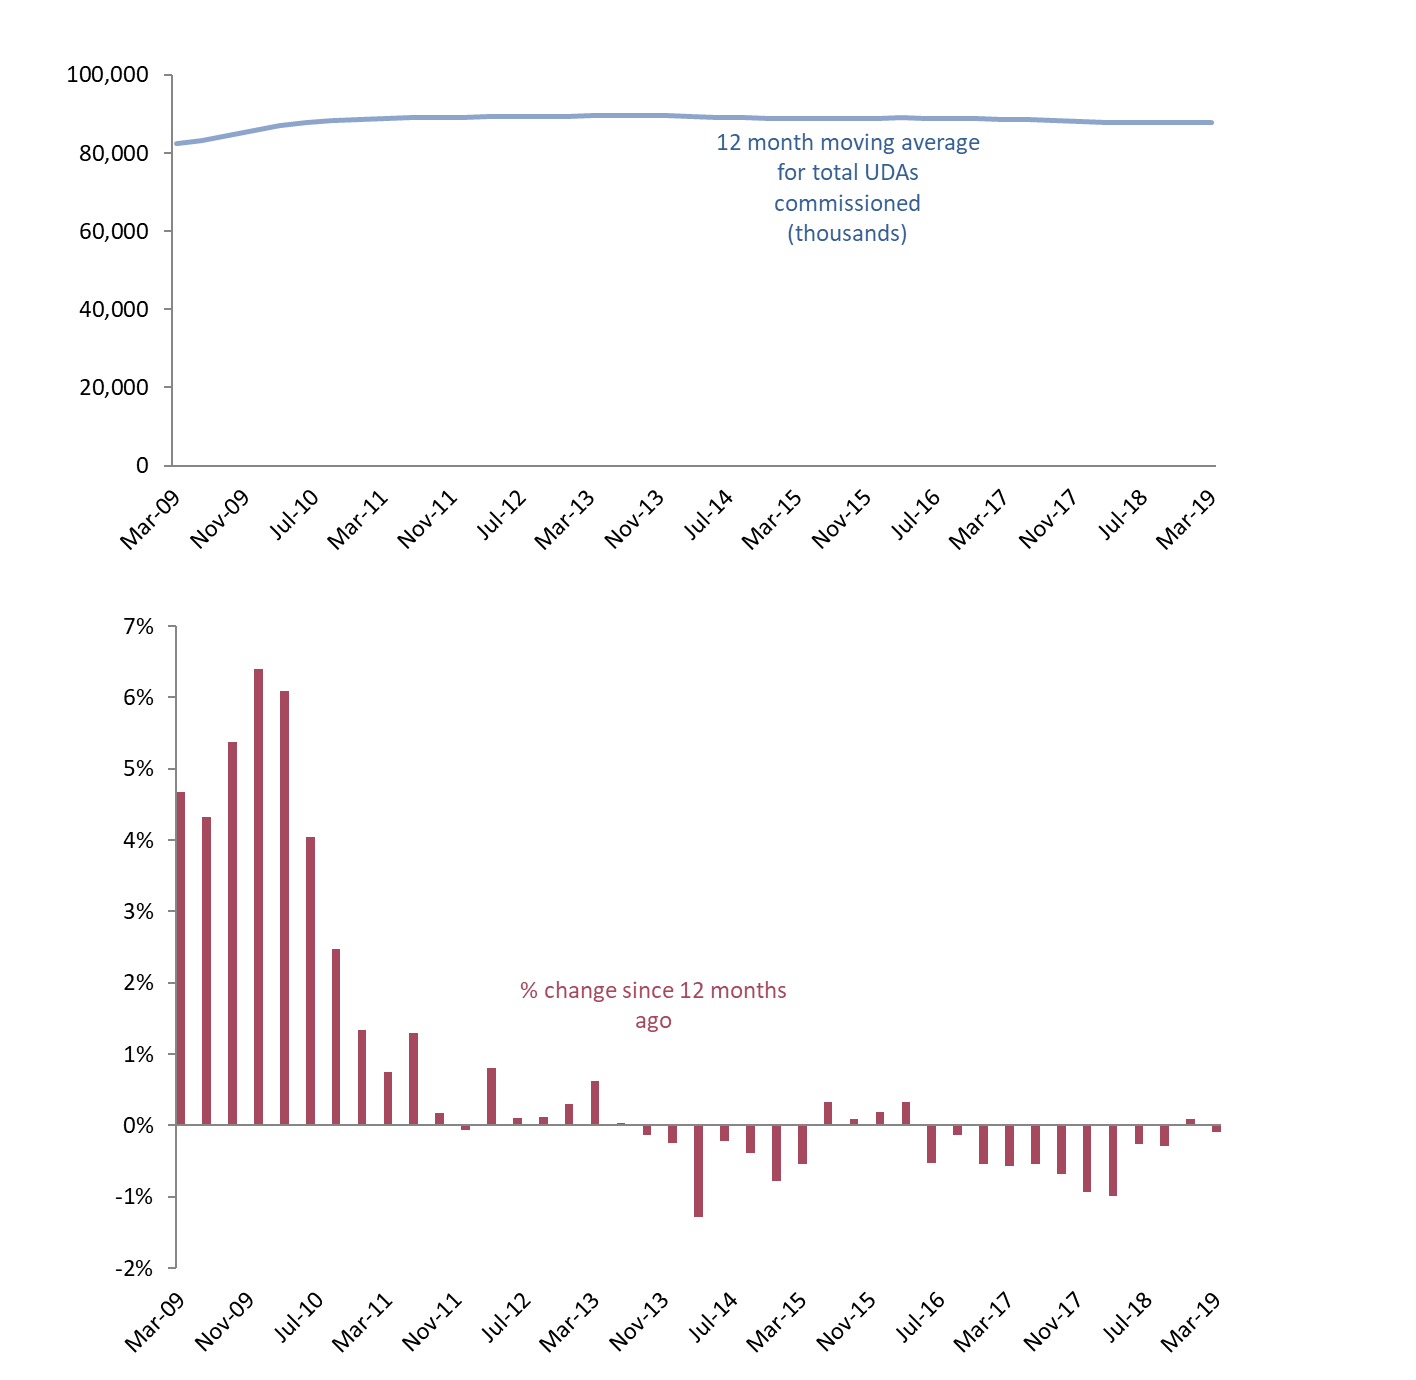 100,000
80,000
60,000
40,000
20,000
0
12 month moving average
for total UDAs
commissioned
(thousands)
Mar-09
Nov-09
Jul-10
Mar-11
Nov-11
Jul-12
Mar-13
Nov-13
Jul-14
Mar-15
Nov-15
Jul-16
Mar-17
Nov-17
Jul-18
Mar-19
7%
6%
5%
4%
3%
2%
1%
0%
-1%
-2%
% change since 12 months
ago
Mar-09
Nov-09
Jul-10
Mar-11
Nov-11
Jul-12
Mar-13
Nov-13
Jul-14
Mar-15
Nov-15
Jul-16
Mar-17
Nov-17
Jul-18
Mar-19